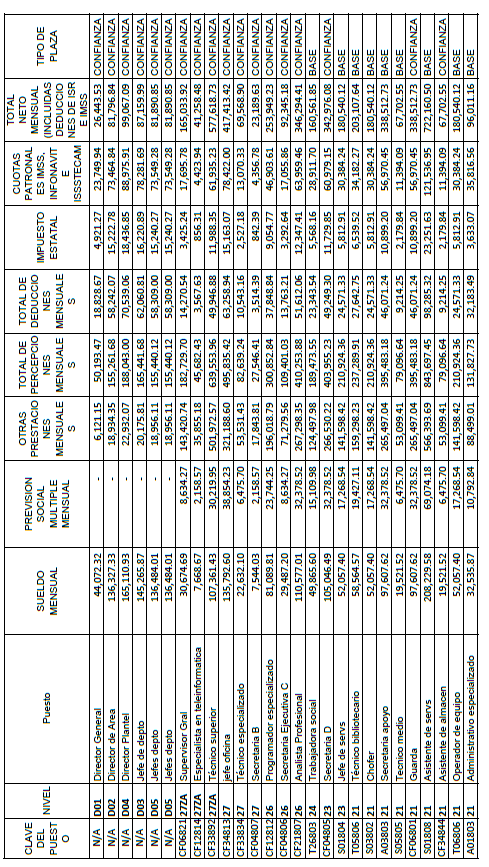 CLAVE DEL PUEST O NIVEL Puesto SUELDO MENSUAL PREVISION SOCIAL MULTIPLE MENSUAL OTRAS PRESTACIO NES MENSUALE S TOTAL DE PERCEPCIO NES MENSUALE S TOTAL DE DEDUCCIO NES MENSUALE S IMPUESTO ESTATAL CUOTAS PATRONAL ES IMSS, INFONAVIT E ISSSTECAM TOTAL NETO MENSUAL (INCLUIDAS DEDUCCIO NES DE ISR E IMSS TIPO DE PLAZA
N/A D01 Director General 44,072.32 - 6,121.15 50,193.47 18,828.67 4,921.27 23,749.94 26,443.53 CONFIANZA
N/A D02 Director de Area 136,327.33 - 18,934.35 155,261.68 58,242.07 15,222.78 73,464.84 81,796.84 CONFIANZA
N/A D04 Director Plantel 165,110.93 - 22,932.07 188,043.00 70,539.06 18,436.85 88,975.91 99,067.09 CONFIANZA
N/A D03 Jefe de depto 145,265.87 - 20,175.81 165,441.68 62,060.81 16,220.89 78,281.69 87,159.99 CONFIANZA
N/A D05 Jefes depto 136,484.01 - 18,956.11 155,440.12 58,309.00 15,240.27 73,549.28 81,890.85 CONFIANZA
N/A D05 Jefes depto 136,484.01 - 18,956.11 155,440.12 58,309.00 15,240.27 73,549.28 81,890.85 CONFIANZA
CF06821 27ZA Supervisor Gral 30,674.69 8,634.27 143,420.74 182,729.70 14,270.54 3,425.24 17,695.78 165,033.92 CONFIANZA
CF12814 27ZA Especialista en teleinformatica 7,668.67 2,158.57 35,855.18 45,682.43 3,567.63 856.31 4,423.94 41,258.48 CONFIANZA
CF33892 27ZA Técnico superior 107,361.43 30,219.95 501,972.57 639,553.96 49,946.88 11,988.35 61,935.23 577,618.73 CONFIANZA
CF34813 27 jefe oficina 135,792.60 38,854.23 321,188.60 495,835.42 63,258.94 15,163.07 78,422.00 417,413.42 CONFIANZA
CF33834 27 Técnico especializado 22,632.10 6,475.70 53,531.43 82,639.24 10,543.16 2,527.18 13,070.33 69,568.90 CONFIANZA
CF04807 27 Secretaria B 7,544.03 2,158.57 17,843.81 27,546.41 3,514.39 842.39 4,356.78 23,189.63 CONFIANZA
CF12812 26 Programador especializado 81,089.81 23,744.25 196,018.79 300,852.84 37,848.84 9,054.77 46,903.61 253,949.23 CONFIANZA
CF04806 26 Secretaria Ejecutiva C 29,487.20 8,634.27 71,279.56 109,401.03 13,763.21 3,292.64 17,055.86 92,345.18 CONFIANZA
CF21807 26 Analista Profesional 110,577.01 32,378.52 267,298.35 410,253.88 51,612.06 12,347.41 63,959.46 346,294.41 CONFIANZA
T26803 24 Trabajadora social 49,865.60 15,109.98 124,497.98 189,473.55 23,343.54 5,568.16 28,911.70 160,561.85 BASE
CF04805 23 Secretaria D 105,046.49 32,378.52 266,530.22 403,955.23 49,249.30 11,729.85 60,979.15 342,976.08 CONFIANZA
S01804 23 Jefe de servs 52,057.40 17,268.54 141,598.42 210,924.36 24,571.33 5,812.91 30,384.24 180,540.12 BASE
T05806 21 Técnico bibliotecario 58,564.57 19,427.11 159,298.23 237,289.91 27,642.75 6,539.52 34,182.27 203,107.64 BASE
S03802 21 Chofer 52,057.40 17,268.54 141,598.42 210,924.36 24,571.33 5,812.91 30,384.24 180,540.12 BASE
A03803 21 Secretaria apoyo 97,607.62 32,378.52 265,497.04 395,483.18 46,071.24 10,899.20 56,970.45 338,512.73 BASE
S05805 21 Tecnico medio 19,521.52 6,475.70 53,099.41 79,096.64 9,214.25 2,179.84 11,394.09 67,702.55 BASE
CF06801 21 Guarda 97,607.62 32,378.52 265,497.04 395,483.18 46,071.24 10,899.20 56,970.45 338,512.73 CONFIANZA
S01808 21 Asistente de servs 208,229.58 69,074.18 566,393.69 843,697.45 98,285.32 23,251.63 121,536.95 722,160.50 BASE
CF34844 21 Asistente de almacen 19,521.52 6,475.70 53,099.41 79,096.64 9,214.25 2,179.84 11,394.09 67,702.55 CONFIANZA
T06806 21 Operador de equipo 52,057.40 17,268.54 141,598.42 210,924.36 24,571.33 5,812.91 30,384.24 180,540.12 BASE
A01803 21 Administrativo especializado 32,535.87 10,792.84 88,499.01 131,827.73 32,183.49 3,633.07 35,816.56 96,011.16 BASE